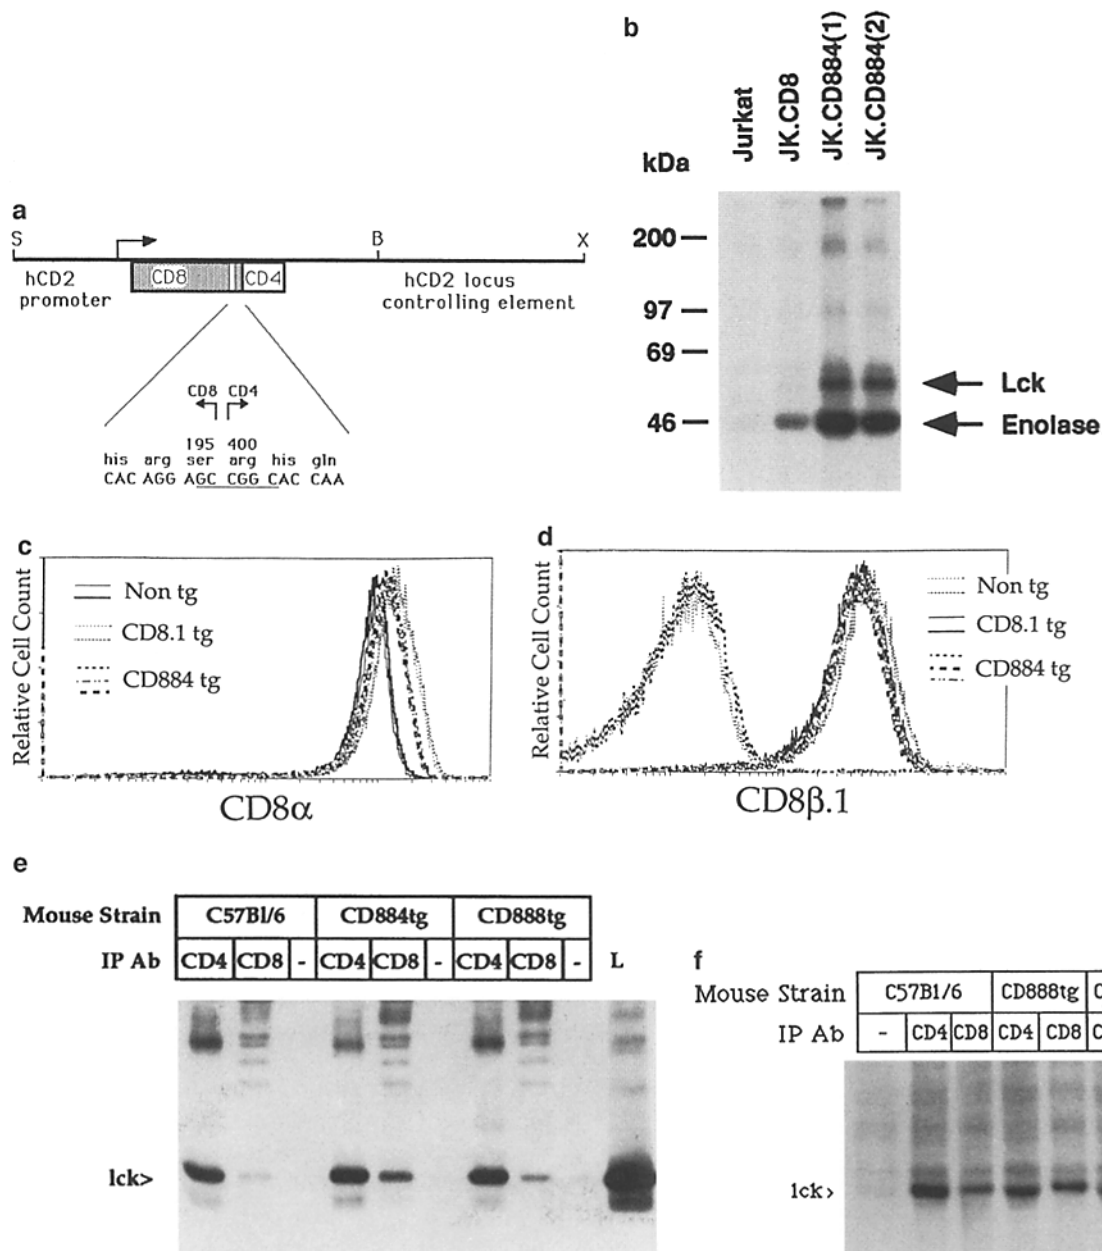 a
S
B
X
CD8
CD4
hCD2
promoter
hCD2 locus
controlling element
CD8 CD4
195 400
his arg ser arg his gln
CAC AGG AGC CGG CAC CAA
b
Jurkat
JK.CD8
JK.CD884(1)
JK.CD884(2)
kDa
200
97
69
46
Lck
Enolase
c
Relative Cell Count
Non tg
CD8.1 tg
CD884 tg
CD8α
d
Relative Cell Count
Non tg
CD8.1 tg
CD884 tg
CD8β.1
e
Mouse Strain C57Bl/6 CD884tg CD888tg
IP Ab CD4 CD8 - CD4 CD8 - CD4 CD8 - L
lck>
f
Mouse Strain C57Bl/6 CD888tg C
IP Ab - CD4 CD8 CD4 CD8 C
lck>